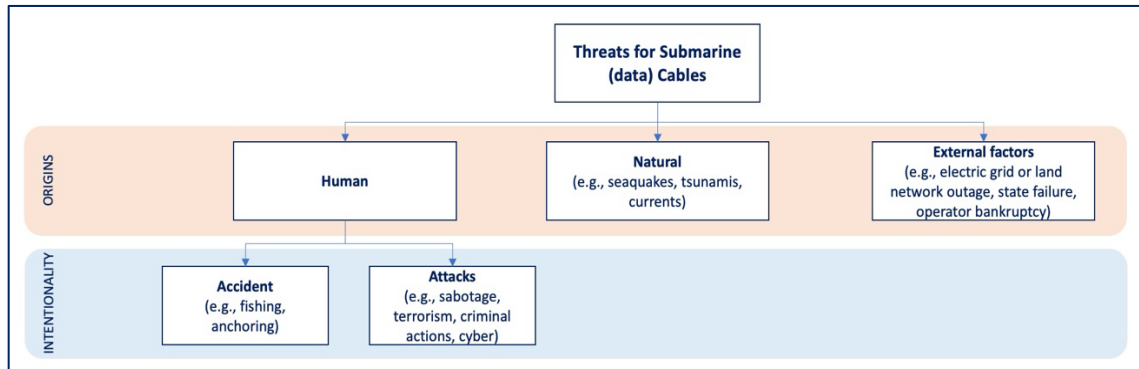 Threats for Submarine
(data) Cables
ORIGINS
Human
Natural
(e.g., seaquakes, tsunamis,
currents)
External factors
(e.g., electric grid or land
network outage, state failure,
operator bankruptcy)
INTENTIONALITY
Accident
(e.g., fishing,
anchoring)
Attacks
(e.g., sabotage,
terrorism, criminal
actions, cyber)